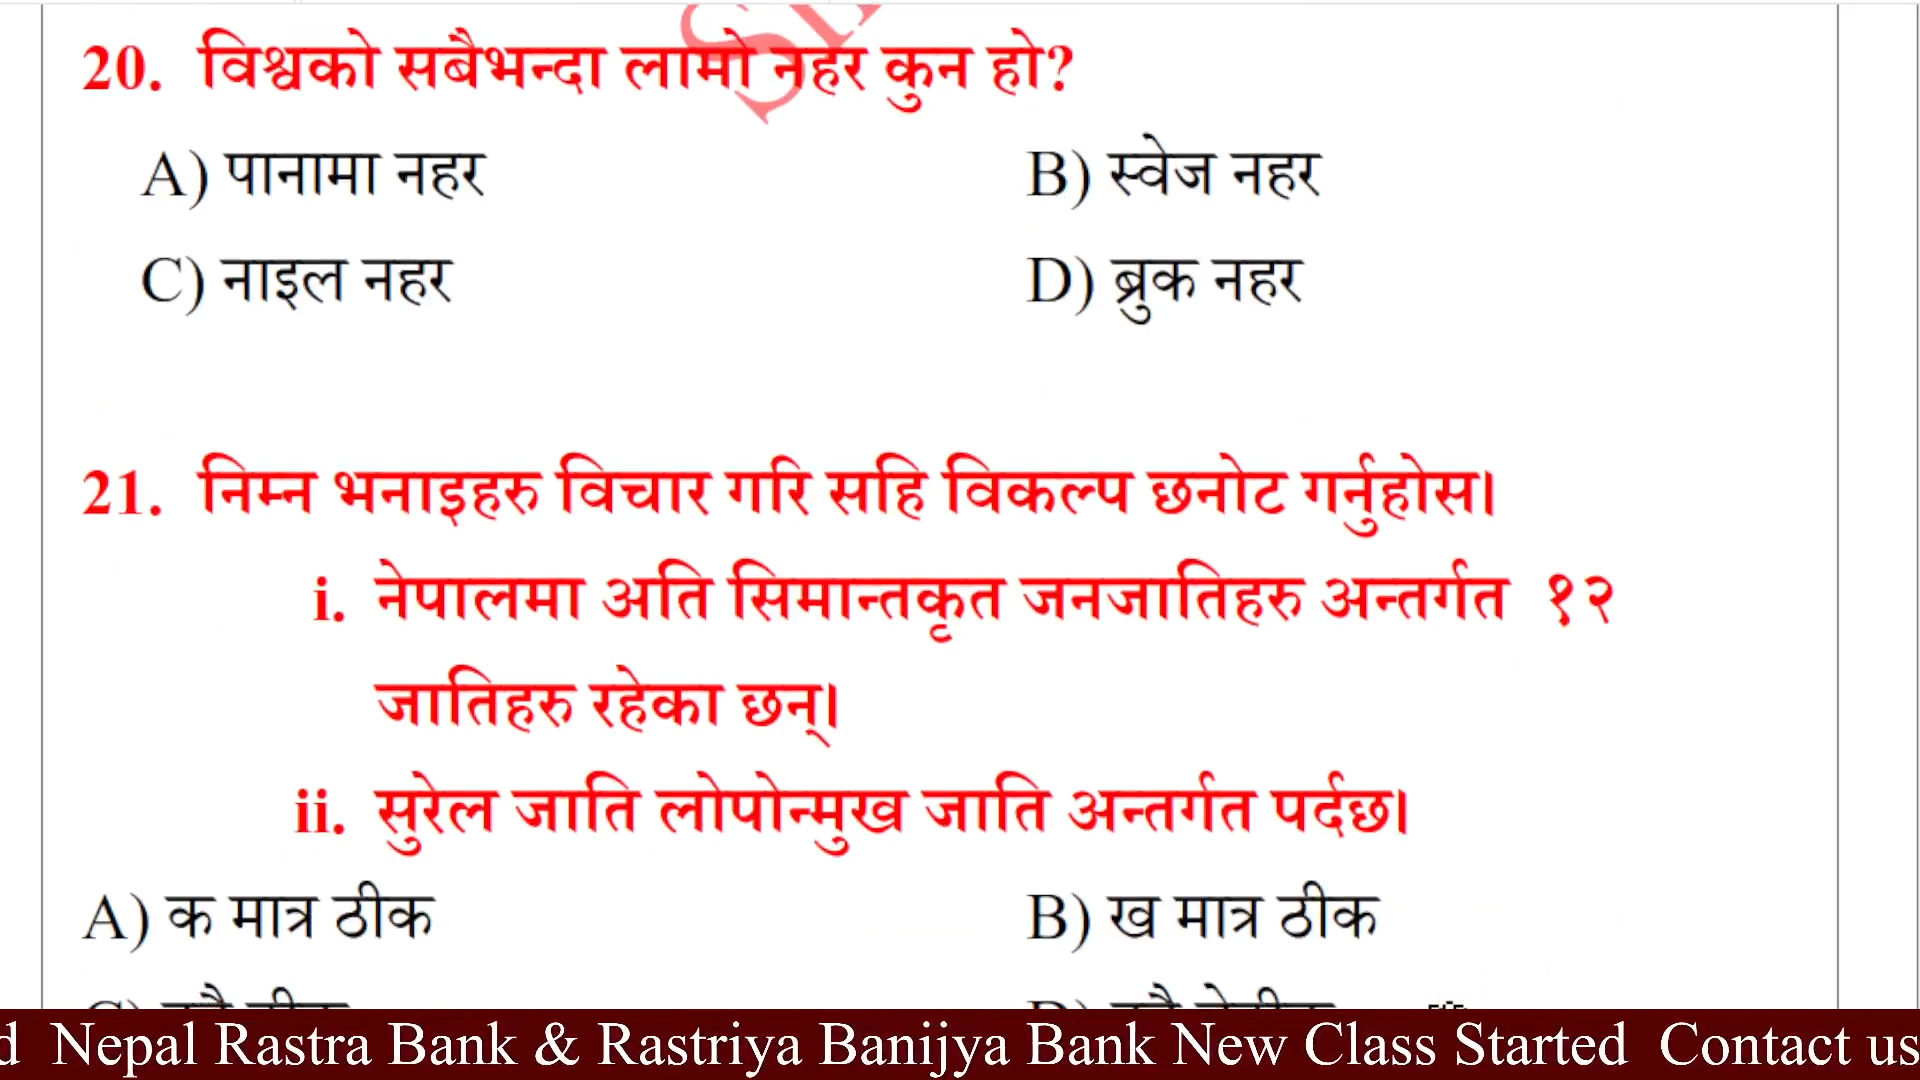 20. विश्वको सबैभन्दा लामो नहर कुन हो?
A) पानामा नहर B) स्वेज नहर
C) नाइल नहर D) ब्रुक नहर
21. निम्न भनाइहरु विचार गरि सहि विकल्प छनोट गर्नुहोस।
i. नेपालमा अति सिमान्तकृत जनजातिहरु अन्तर्गत १२
जातिहरु रहेका छन्।
ii. सुरेल जाति लोपोन्मुख जाति अन्तर्गत पर्दछ।
A) क मात्र ठीक B) ख मात्र ठीक
d Nepal Rastra Bank & Rastriya Banijya Bank New Class Started Contact us